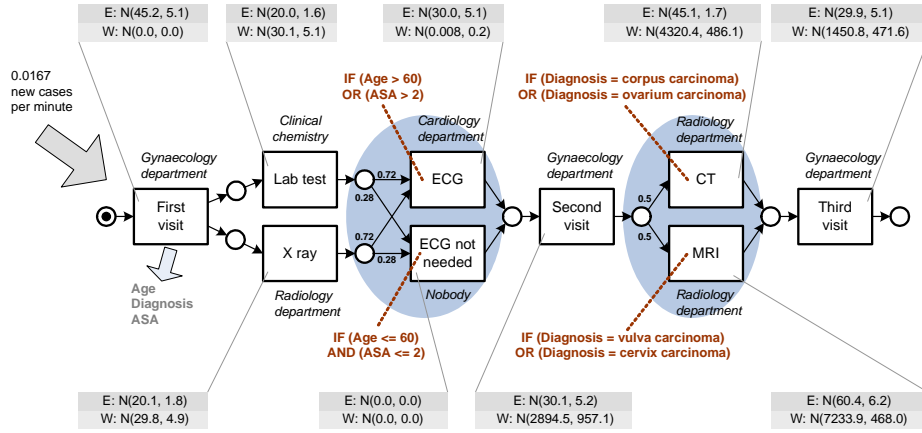 E: N(45.2, 5.1)
W: N(0.0, 0.0)
E: N(20.0, 1.6)
W: N(30.1, 5.1)
E: N(30.0, 5.1)
W: N(0.008, 0.2)
E: N(45.1, 1.7)
W: N(4320.4, 486.1)
E: N(29.9, 5.1)
W: N(1450.8, 471.6)
0.0167
new cases
per minute
IF (Age > 60)
OR (ASA > 2)
IF (Diagnosis = corpus carcinoma)
OR (Diagnosis = ovarium carcinoma)
Clinical
chemistry
Cardiology
department
Radiology
department
Gynaecology
department
Lab test
0.72
0.28
ECG
Gynaecology
department
0.5
CT
Gynaecology
department
First
visit
Second
visit
Third
visit
X ray
0.72
0.28
ECG not
needed
0.5
MRI
Age
Diagnosis
ASA
Radiology
department
Nobody
Radiology
department
IF (Age <= 60)
AND (ASA <= 2)
IF (Diagnosis = vulva carcinoma)
OR (Diagnosis = cervix carcinoma)
E: N(20.1, 1.8)
W: N(29.8, 4.9)
E: N(0.0, 0.0)
W: N(0.0, 0.0)
E: N(30.1, 5.2)
W: N(2894.5, 957.1)
E: N(60.4, 6.2)
W: N(7233.9, 468.0)